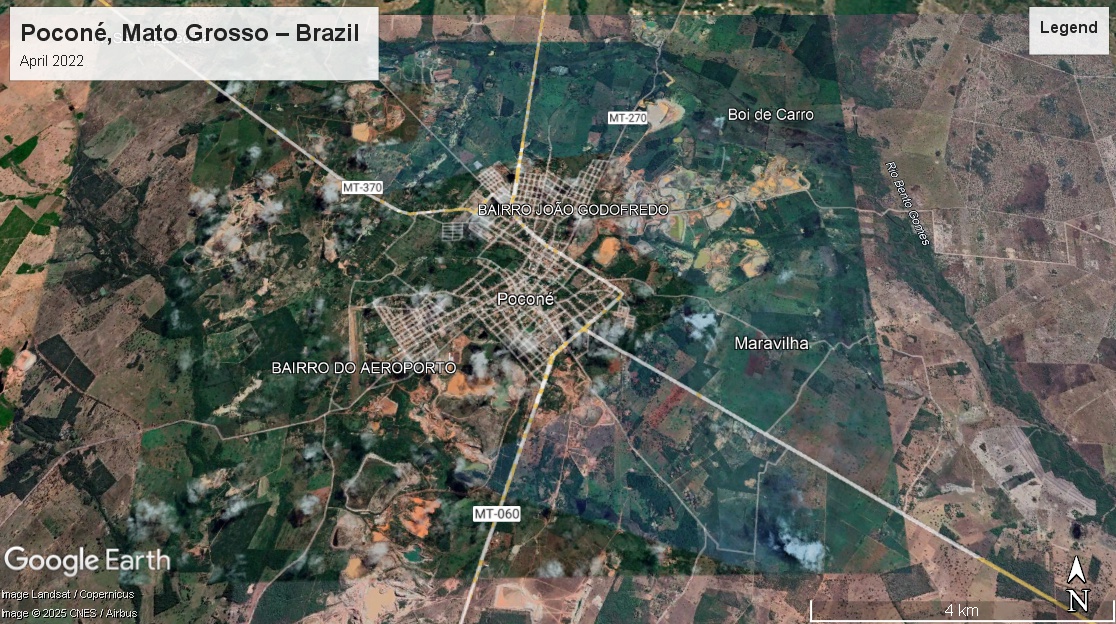 Poconé, Mato Grosso – Brazil
April 2022
Legend
MT-270
Boi de Carro
MT-370
Rio Bento Gomes
BAIRRO JOÃO GODOFREDO
Poconé
Maravilha
BAIRRO DO AEROPORTO
MT-060
Google Earth
Image Landsat / Copernicus
Image © 2025 CNES / Airbus
4 km
N